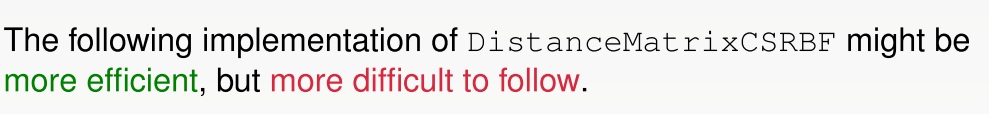 The following implementation of DistanceMatrixCSRBF might be
more efficient, but more difficult to follow.